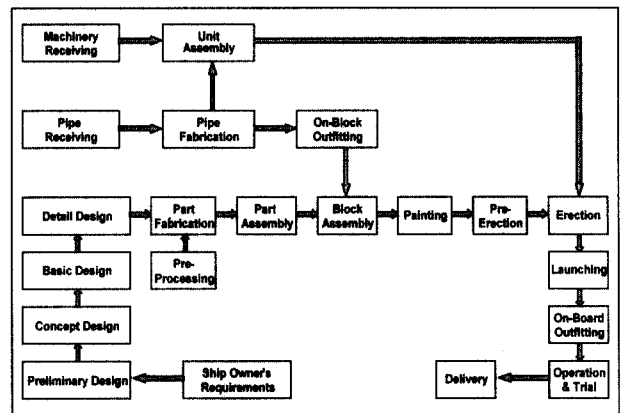 Machinery
Receiving
Unit
Assembly
Pipe
Receiving
Pipe
Fabrication
On-Block
Outfitting
Detail Design
Part
Fabrication
Part
Assembly
Block
Assembly
Painting
Pre-
Erection
Erection
Basic Design
Pre-
Processing
Launching
Concept Design
On-Board
Outfitting
Preliminary Design
Ship Owner's
Requirements
Delivery
Operation
& Trial